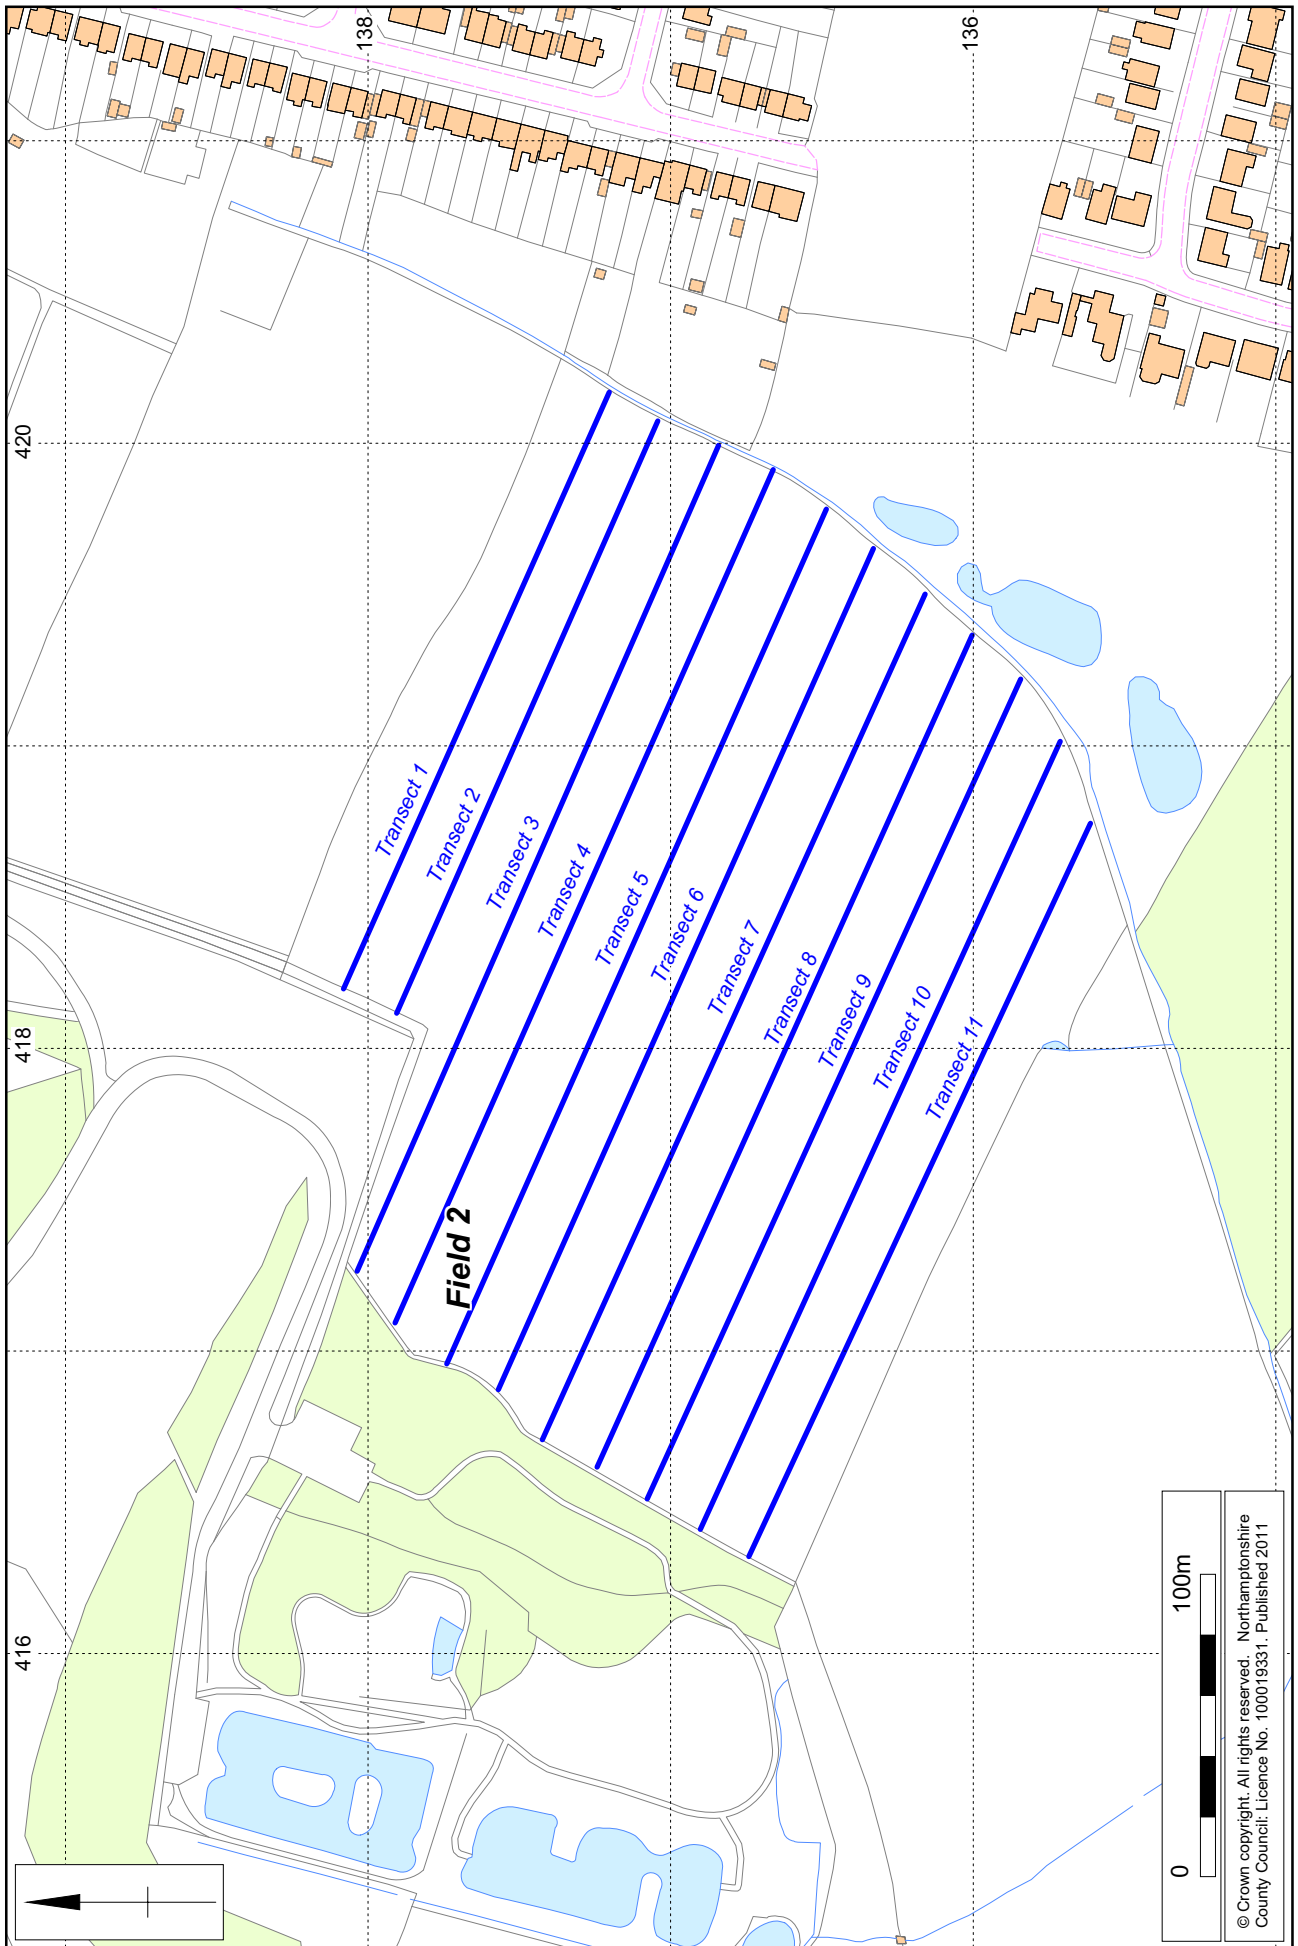 138
136
420
418
416
Transect 1
Transect 2
Transect 3
Transect 4
Transect 5
Transect 6
Transect 7
Transect 8
Transect 9
Transect 10
Transect 11
Field 2
0 100m
© Crown copyright. All rights reserved. Northamptonshire
County Council: Licence No. 100019331. Published 2011